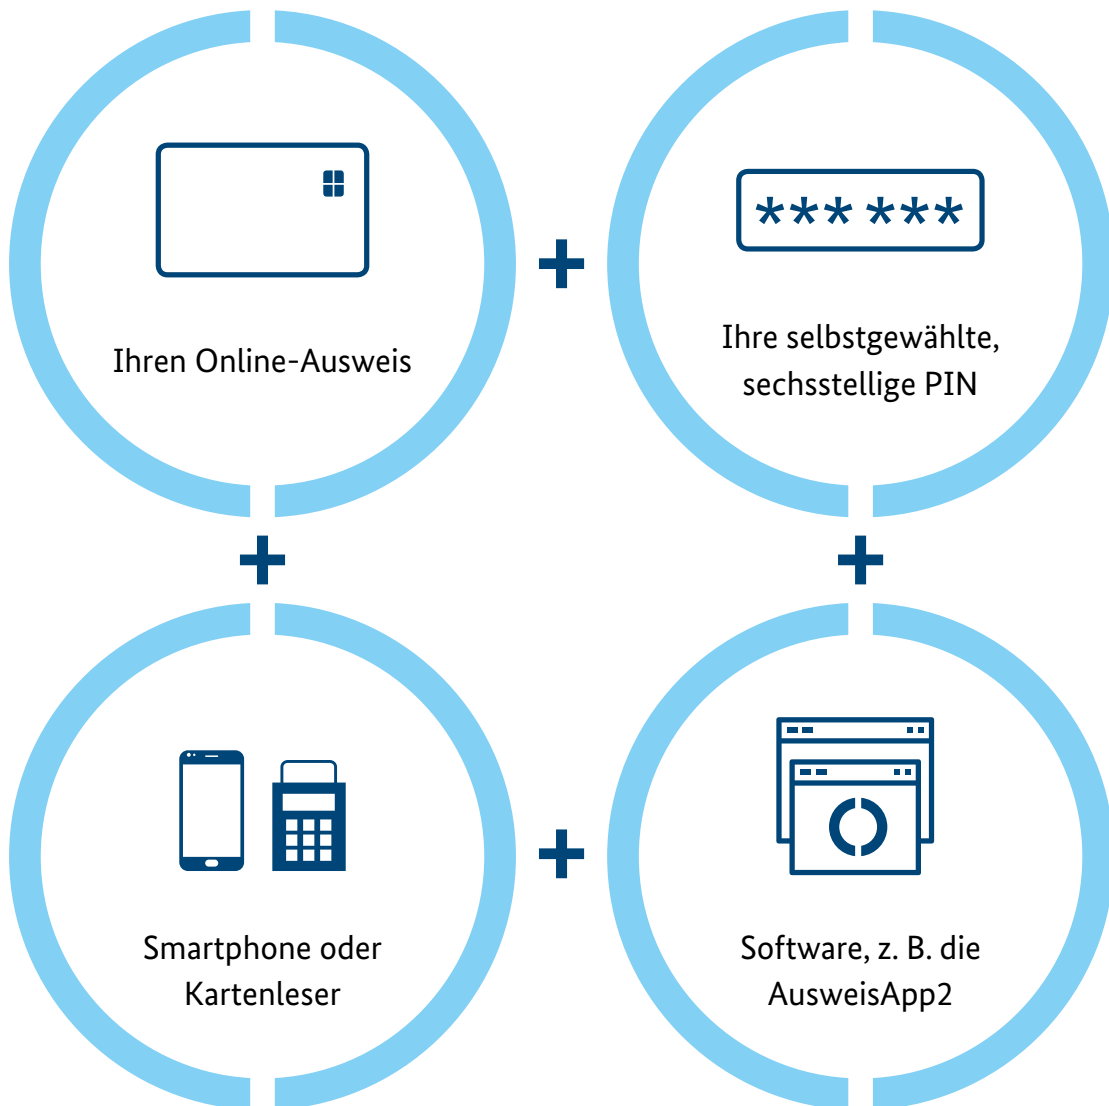 Ihren Online-Ausweis
*** ***
Ihre selbstgewählte,
sechsstellige PIN
Smartphone oder
Kartenleser
Software, z. B. die
AusweisApp2